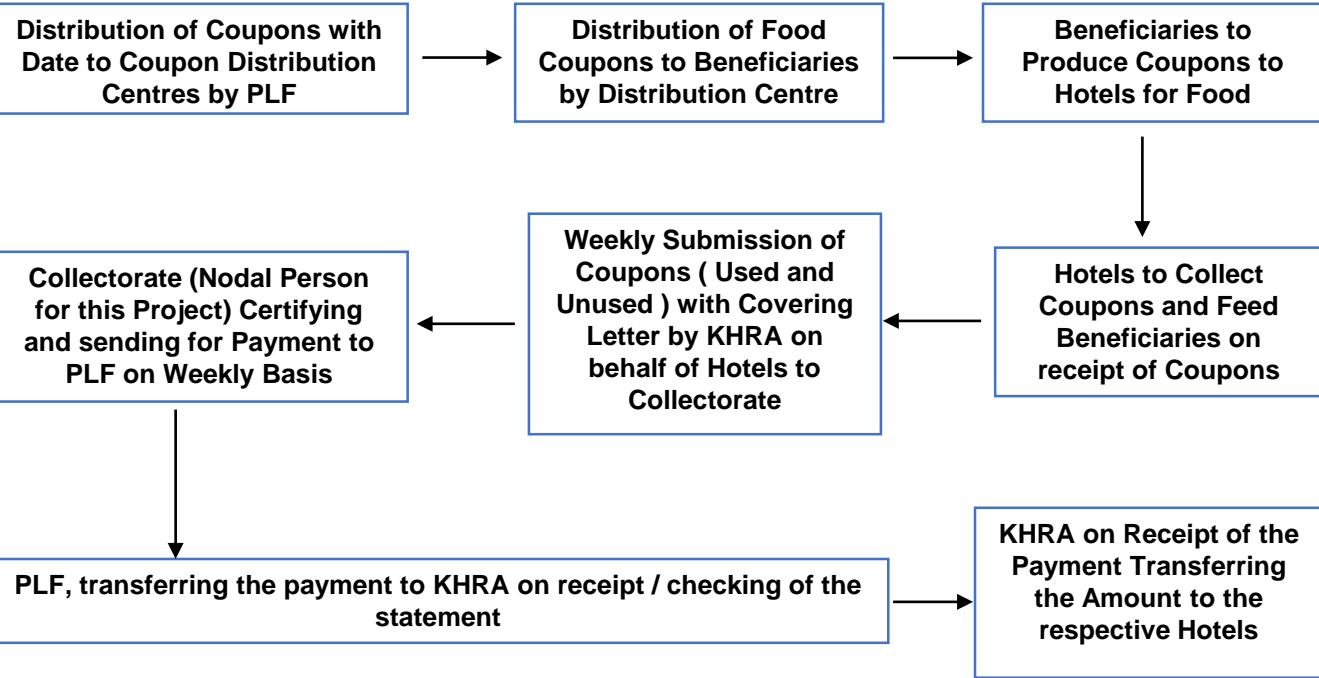 Distribution of Coupons with
Date to Coupon Distribution
Centres by PLF
Distribution of Food
Coupons to Beneficiaries
by Distribution Centre
Beneficiaries to
Produce Coupons to
Hotels for Food
Hotels to Collect
Coupons and Feed
Beneficiaries on
receipt of Coupons
Weekly Submission of
Coupons ( Used and
Unused ) with Covering
Letter by KHRA on
behalf of Hotels to
Collectorate
Collectorate (Nodal Person
for this Project) Certifying
and sending for Payment to
PLF on Weekly Basis
PLF, transferring the payment to KHRA on receipt / checking of the
statement
KHRA on Receipt of the
Payment Transferring
the Amount to the
respective Hotels